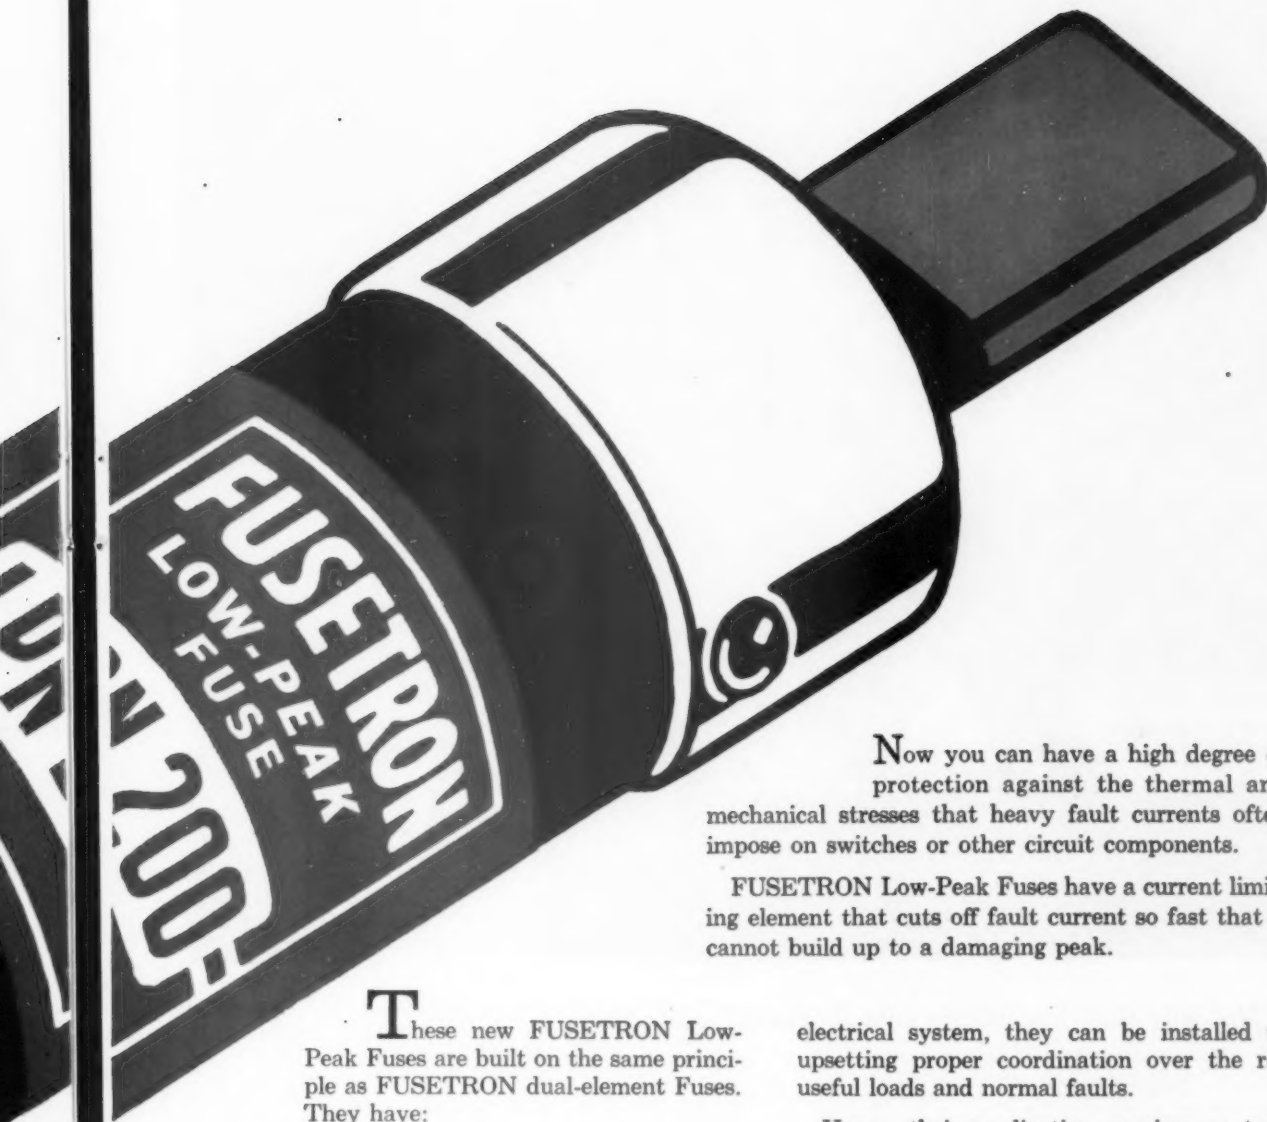 FUSETRON
LOW-PEAK
FUSE
200
Now you can have a high degree
protection against the thermal
mechanical stresses that heavy fault currents
impose on switches or other circuit components.
FUSETRON Low-Peak Fuses have a current
ing element that cuts off fault current so fast that
cannot build up to a damaging peak.
These new FUSETRON Low-
Peak Fuses are built on the same princi-
ple as FUSETRON dual-element Fuses.
They have:
electrical system, they can be installed
upsetting proper coordination over the
useful loads and normal faults.